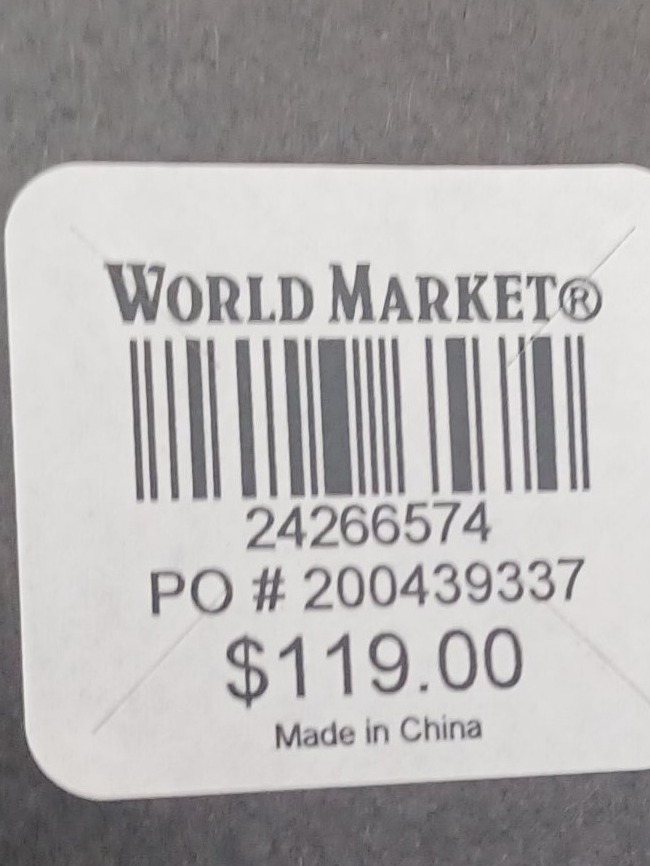 WORLD MARKET®
24266574
PO # 200439337
$119.00
Made in China